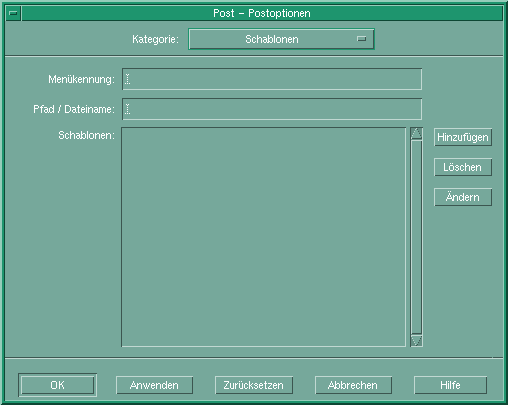 Post – Postoptionen
Kategorie: Schablonen
Menükennung:
Pfad / Dateiname:
Schablonen:
Hinzufügen
Löschen
Ändern
OK Anwenden Zurücksetzen Abbrechen Hilfe